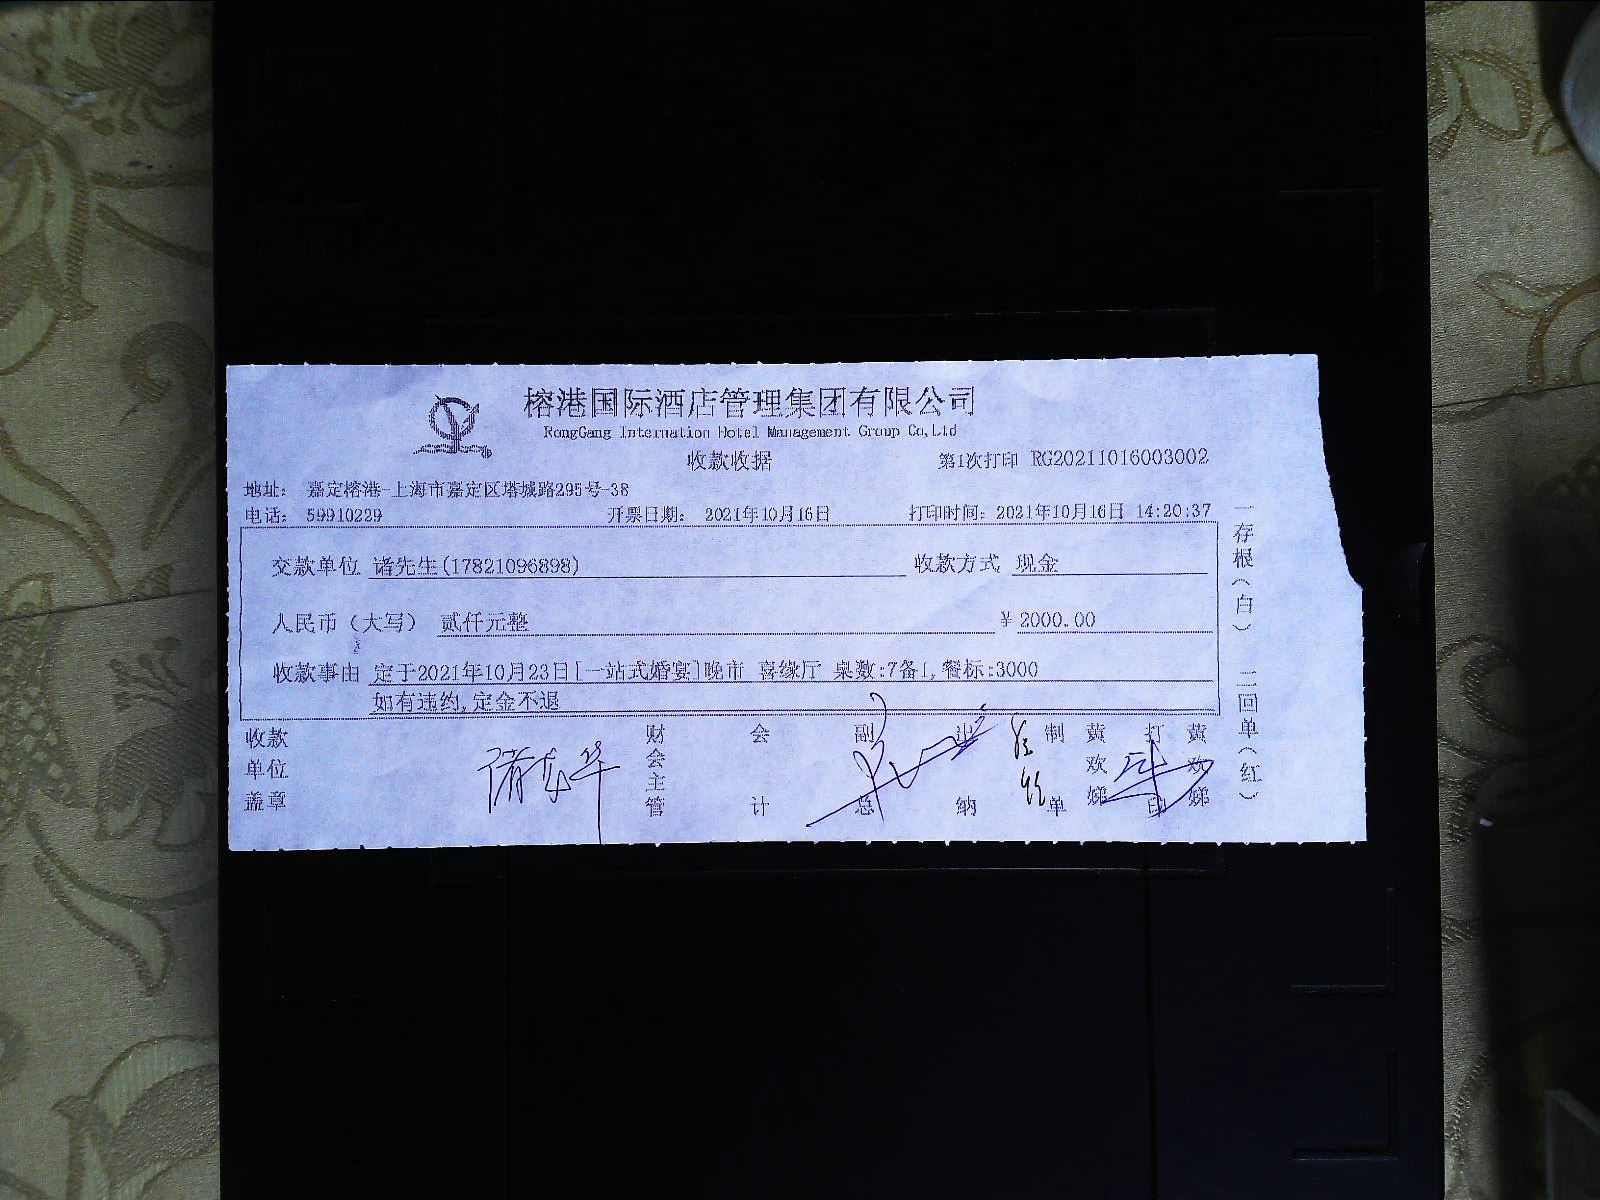 榕港国际酒店管理集团有限公司
RongGang Internation Hotel Management Group Co,Ltd
收款收据 第1次打印 RG20211016003002
地址： 嘉定榕港-上海市嘉定区塔城路295号-38
电话： 59910229 开票日期： 2021年10月16日 打印时间： 2021年10月16日 14:20:37
交款单位 诸先生(17821096898) 收款方式 现金
人民币（大写） 贰仟元整 ￥2000.00
收款事由 定于2021年10月23日[一站式婚宴]晚市 喜缘厅 桌数:7备1,餐标:3000
如有违约,定金不退
收款单位盖章
财会主管
会计
副总
出纳
制单
黄欢娣
打印
黄欢娣
一存根（白）
二回单（红）